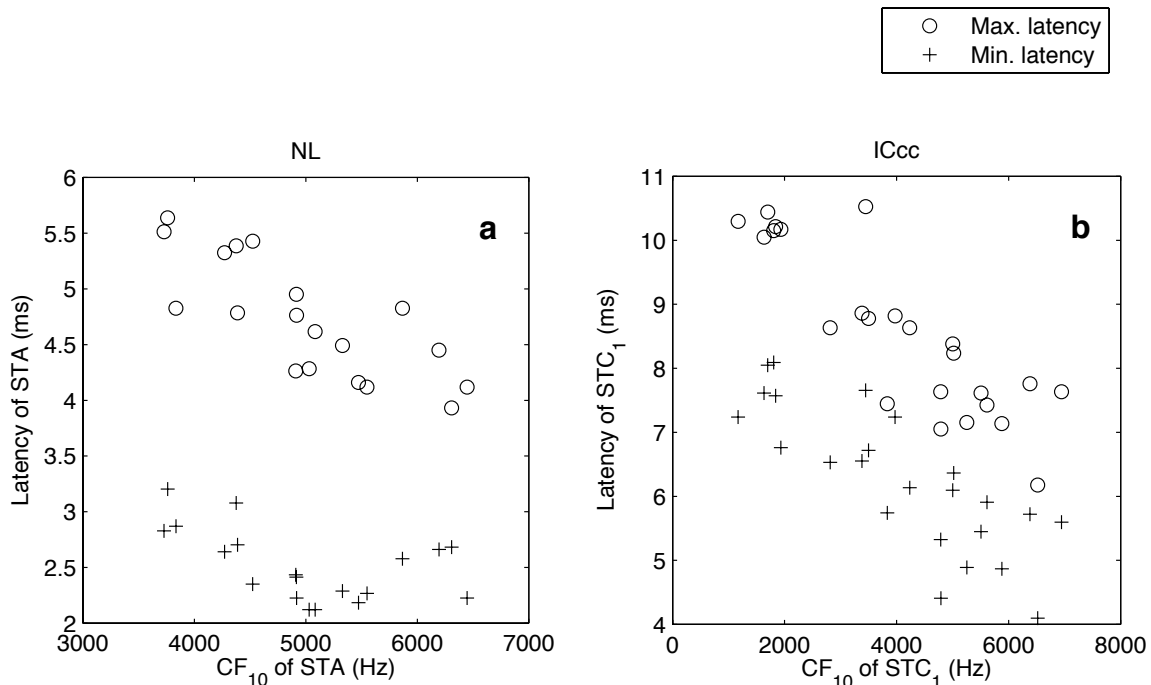 Max. latency
Min. latency
NL
6
5.5
5
4.5
4
3.5
3
2.5
2
Latency of STA (ms)
a
3000 4000 5000 6000 7000
CF10 of STA (Hz)
ICcc
11
10
9
8
7
6
5
4
Latency of STC1 (ms)
b
0 2000 4000 6000 8000
CF10 of STC1 (Hz)